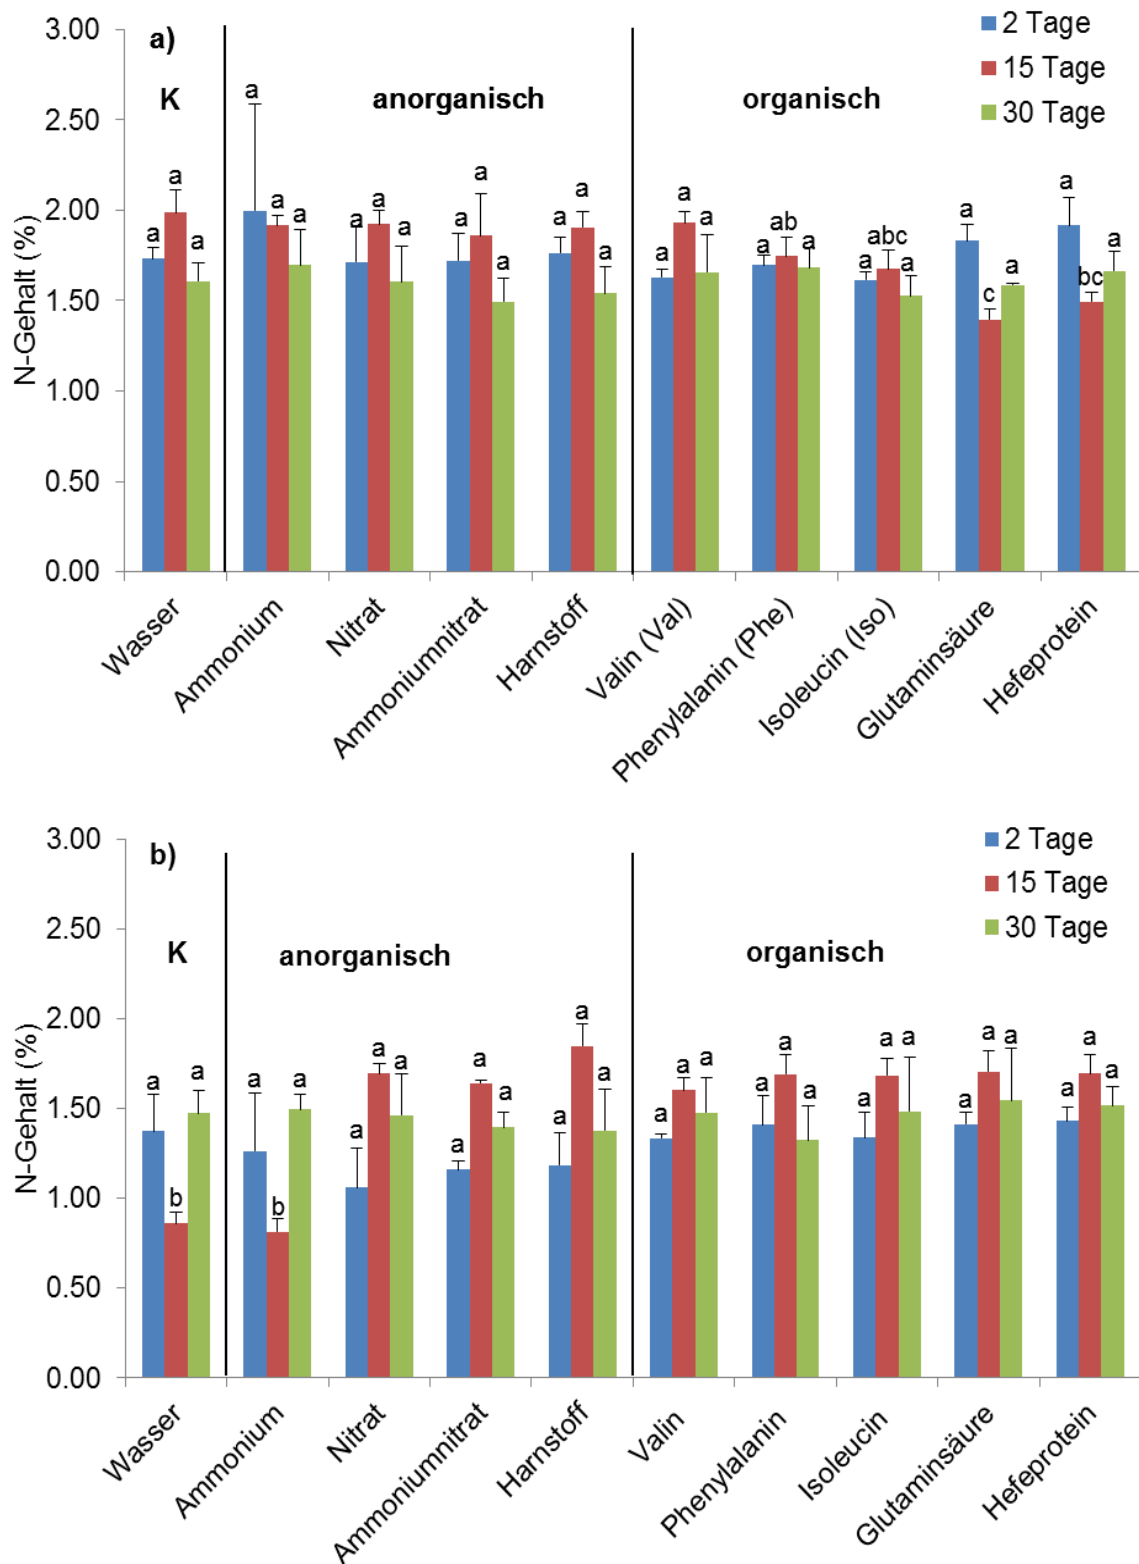 a)
2 Tage
15 Tage
30 Tage
K
anorganisch
organisch
N-Gehalt (%)
3.00
2.50
2.00
1.50
1.00
0.50
0.00
a a a
a a a
a a a
a a a
a a a
a a a
a ab a
a abc a
a c a
a bc a
Wasser
Ammonium
Nitrat
Ammoniumnitrat
Harnstoff
Valin (Val)
Phenylalanin (Phe)
Isoleucin (Iso)
Glutaminsäure
Hefeprotein
b)
2 Tage
15 Tage
30 Tage
K
anorganisch
organisch
N-Gehalt (%)
3.00
2.50
2.00
1.50
1.00
0.50
0.00
a b a
a b a
a a a
a a a
a a a
a a a
a a a
a a a
a a a
a a a
Wasser
Ammonium
Nitrat
Ammoniumnitrat
Harnstoff
Valin
Phenylalanin
Isoleucin
Glutaminsäure
Hefeprotein